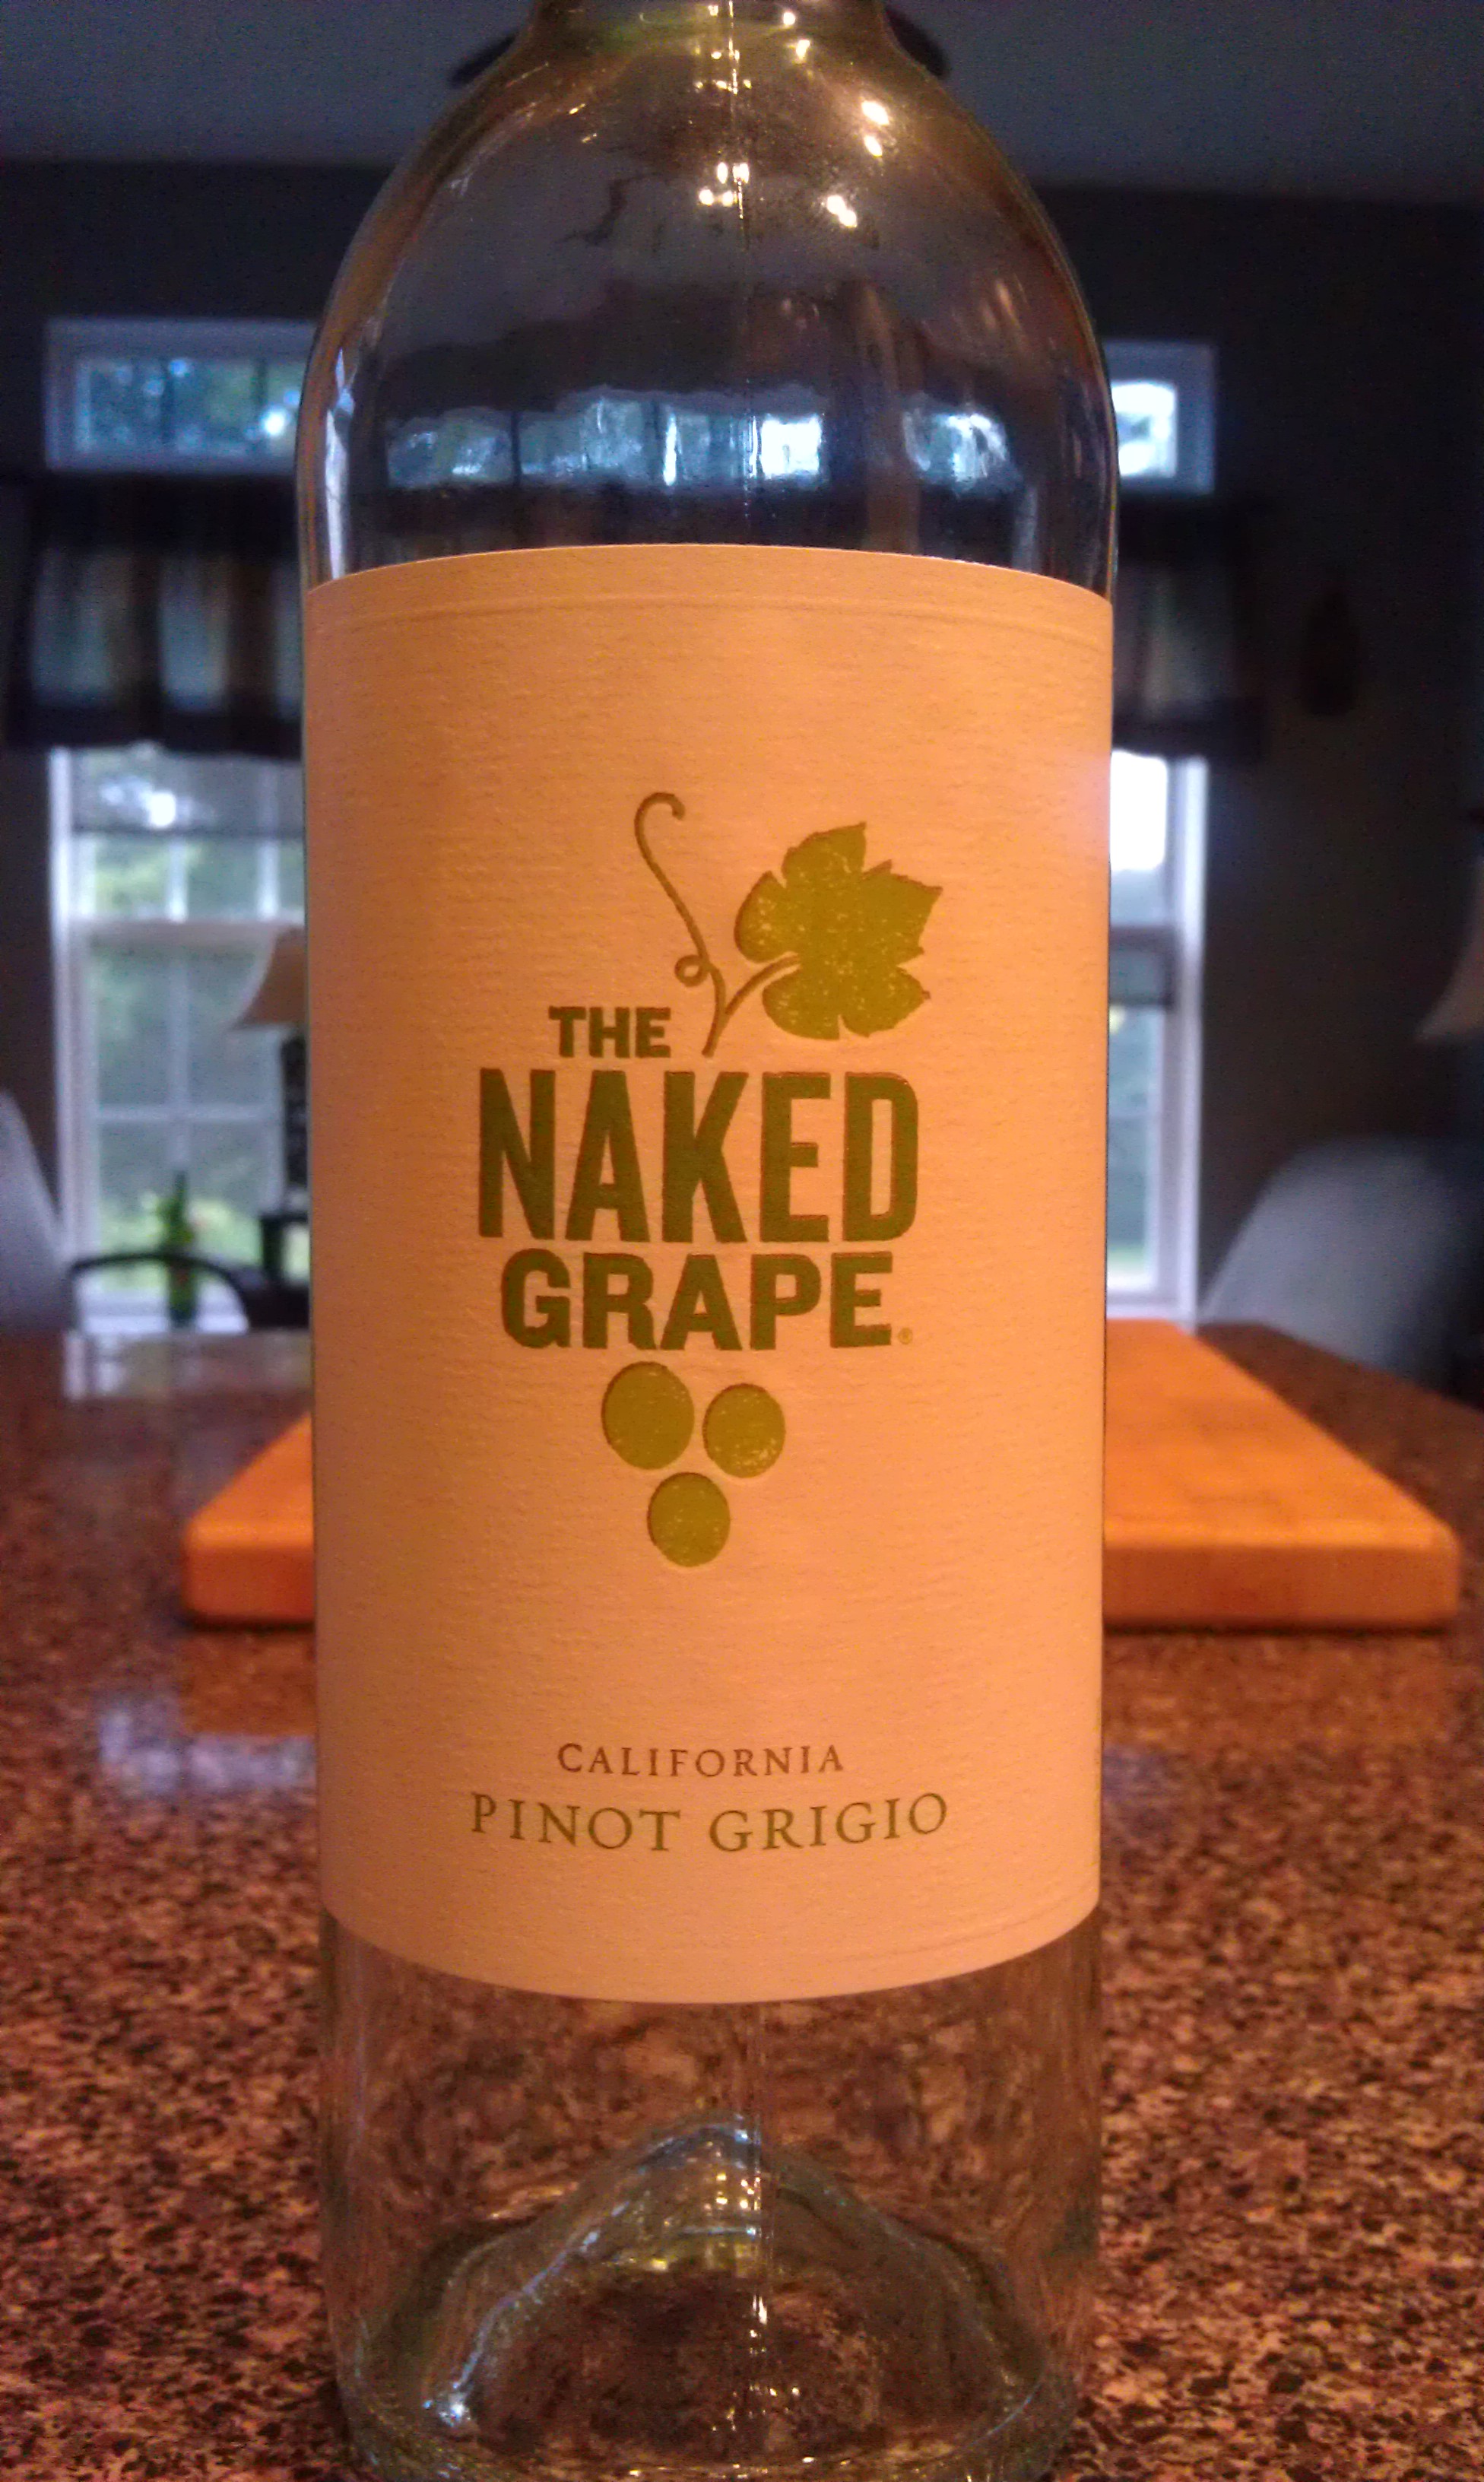 THE
NAKED
GRAPE®
CALIFORNIA
PINOT GRIGIO